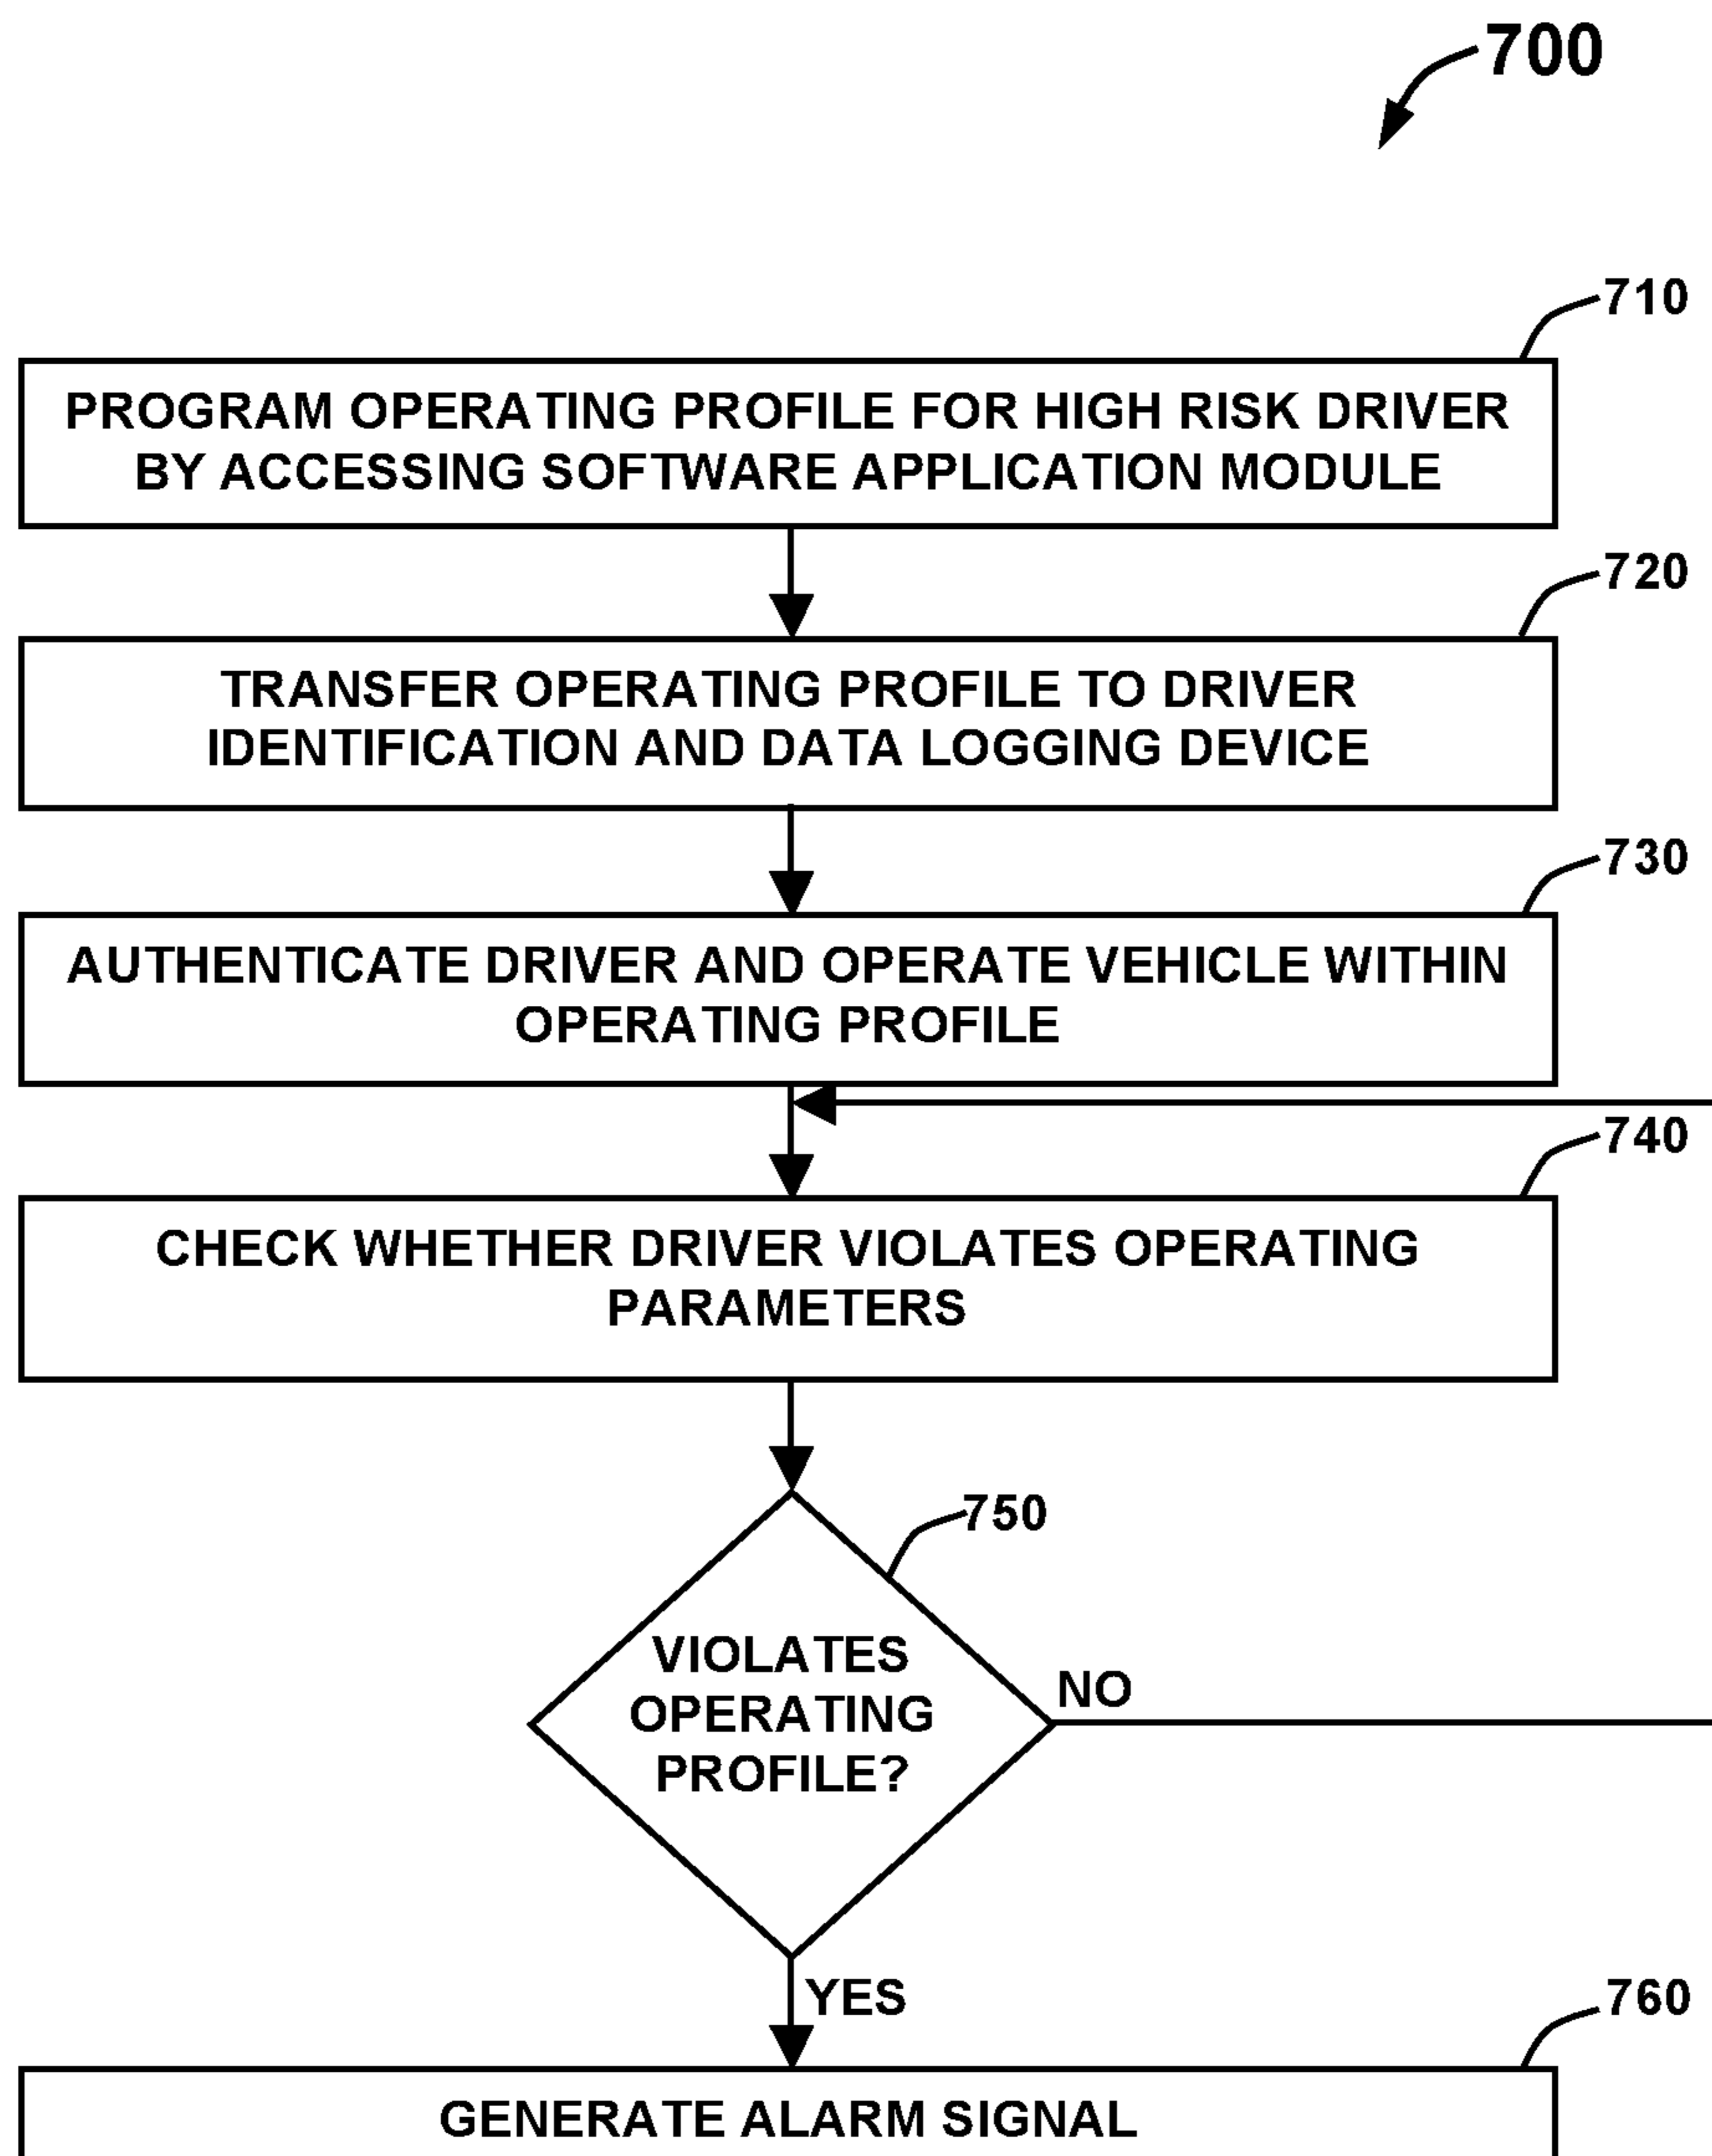 700
710
PROGRAM OPERATING PROFILE FOR HIGH RISK DRIVER
BY ACCESSING SOFTWARE APPLICATION MODULE
720
TRANSFER OPERATING PROFILE TO DRIVER
IDENTIFICATION AND DATA LOGGING DEVICE
730
AUTHENTICATE DRIVER AND OPERATE VEHICLE WITHIN
OPERATING PROFILE
740
CHECK WHETHER DRIVER VIOLATES OPERATING
PARAMETERS
750
VIOLATES
OPERATING
PROFILE?
NO
YES
760
GENERATE ALARM SIGNAL